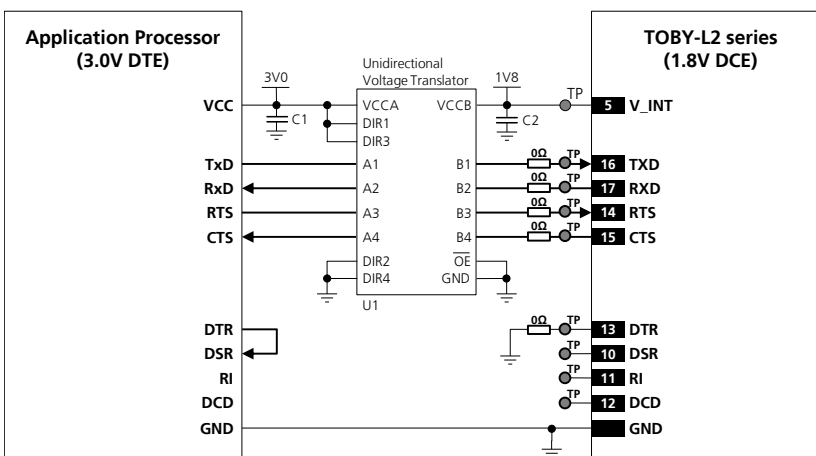 Application Processor
(3.0V DTE)
TOBY-L2 series
(1.8V DCE)
Unidirectional
Voltage Translator
3V0
1V8
TP
VCC
VCCA
VCCB
5
V_INT
C1
DIR1
C2
DIR3
TxD
A1
B1
0Ω
TP
16
TXD
RxD
A2
B2
0Ω
TP
17
RXD
RTS
A3
B3
0Ω
TP
14
RTS
CTS
A4
B4
0Ω
TP
15
CTS
DIR2
OE
DIR4
GND
U1
DTR
0Ω
TP
13
DTR
DSR
TP
10
DSR
RI
TP
11
RI
DCD
TP
12
DCD
GND
GND